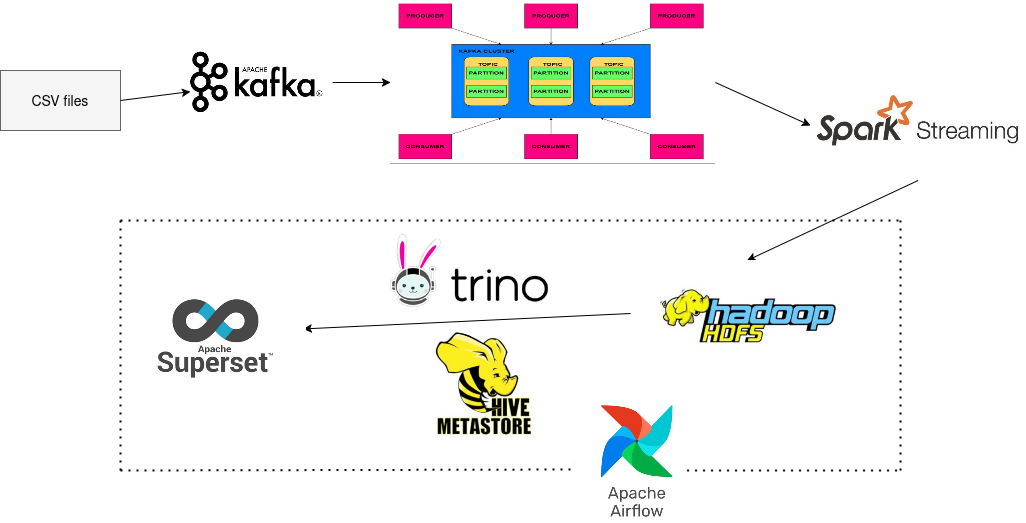 PRODUCER
PRODUCER
PRODUCER
KAFKA CLUSTER
TOPIC
TOPIC
TOPIC
PARTITION
PARTITION
PARTITION
PARTITION
PARTITION
PARTITION
CONSUMER
CONSUMER
CONSUMER
CSV files
APACHE
kafka®
Spark Streaming
trino
hadoop
HDFS
Apache
Superset™
HIVE
METASTORE
Apache
Airflow